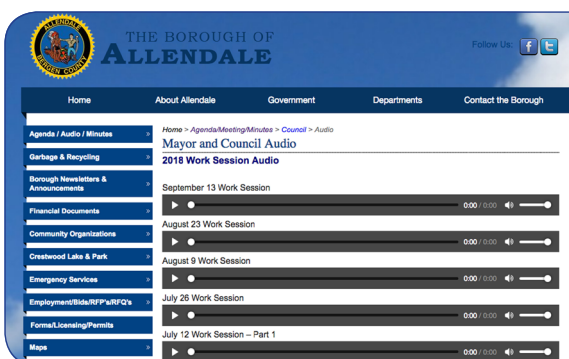 ALLENDALE
BERGEN COUNTY
THE BOROUGH OF
ALLENDALE
Follow Us:
Home
About Allendale
Government
Departments
Contact the Borough
Agenda / Audio / Minutes »
Garbage & Recycling »
Borough Newsletters &
Announcements »
Financial Documents »
Community Organizations »
Crestwood Lake & Park »
Emergency Services »
Employment/Bids/RFP's/RFQ's »
Forms/Licensing/Permits
Maps »
Home > Agenda/Meeting/Minutes > Council > Audio
Mayor and Council Audio
2018 Work Session Audio
September 13 Work Session
0:00 / 0:00
August 23 Work Session
0:00 / 0:00
August 9 Work Session
0:00 / 0:00
July 26 Work Session
0:00 / 0:00
July 12 Work Session – Part 1
0:00 / 0:00